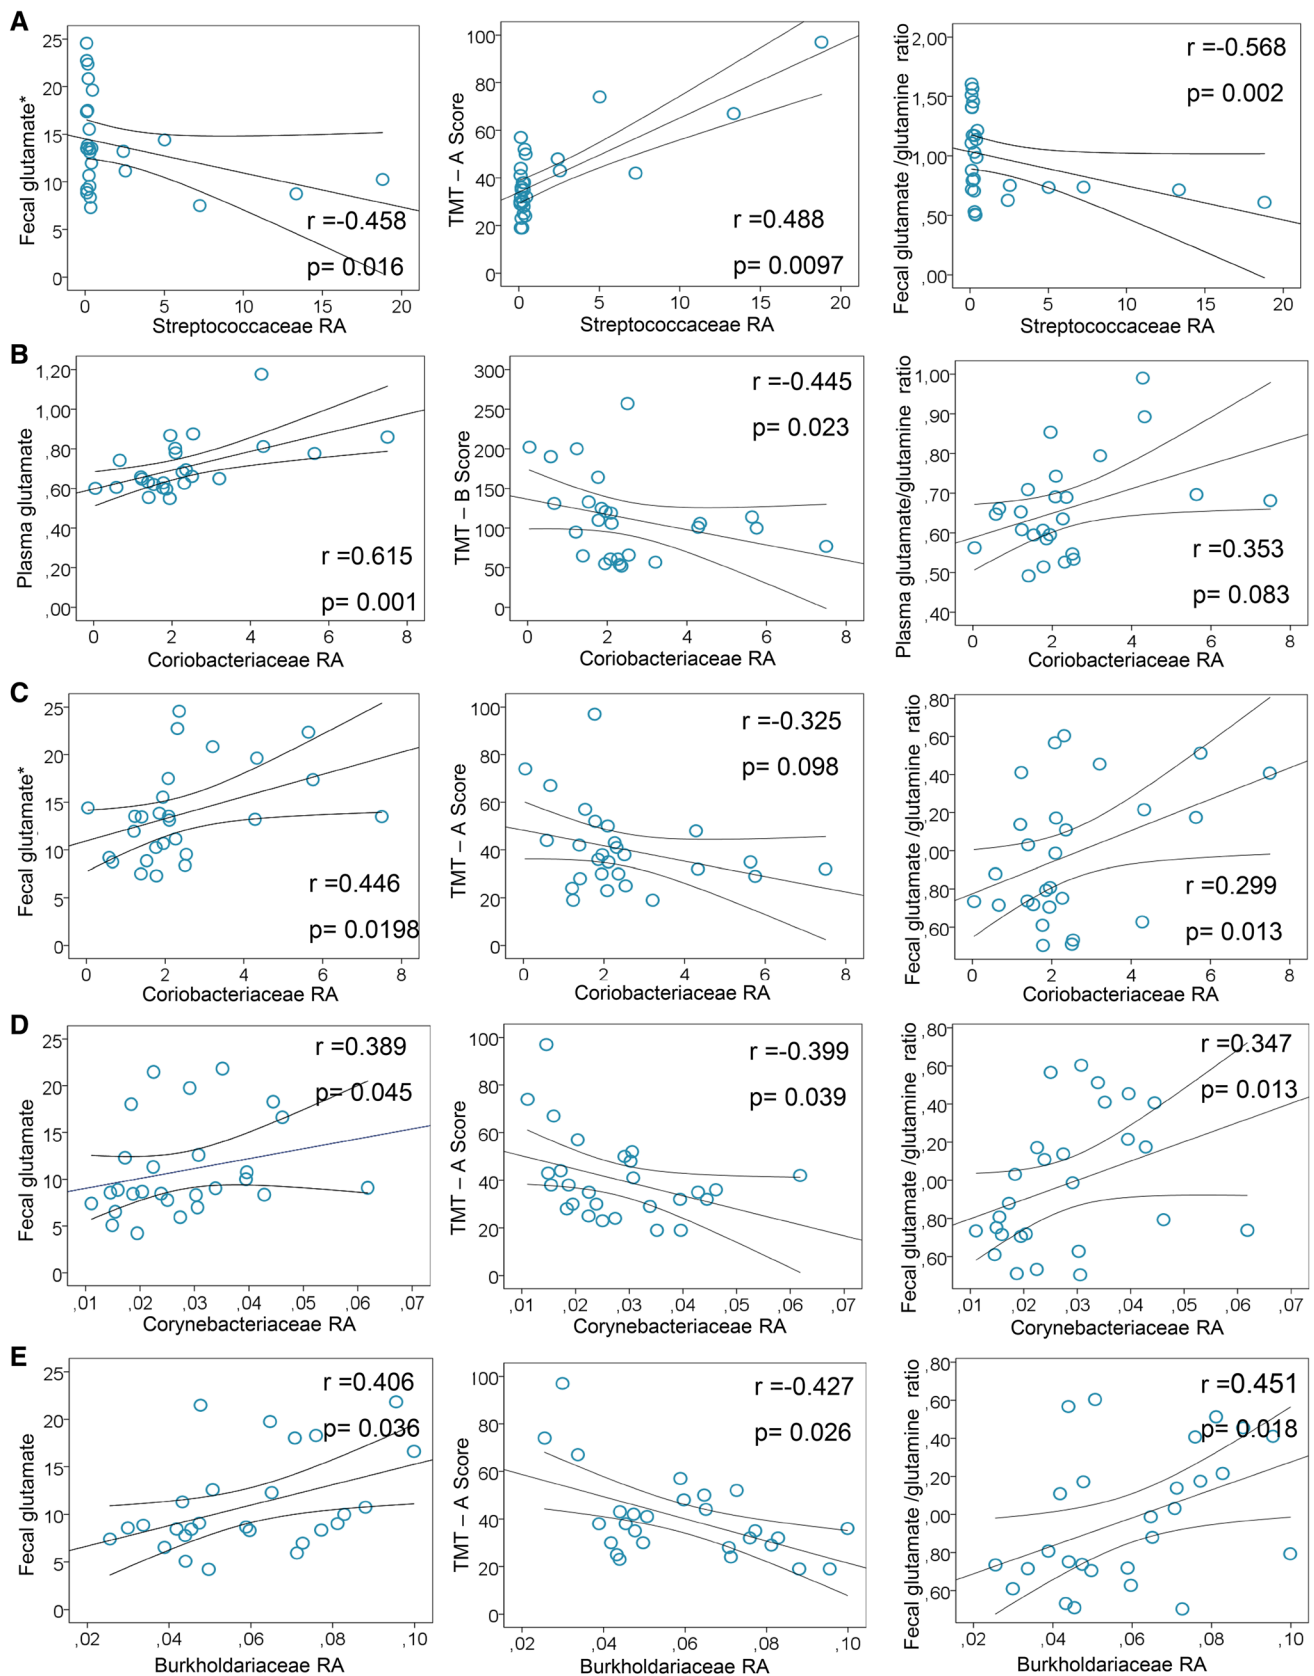 A
Fecal glutamate*
25
20
15
10
5
0
r =-0.458
p= 0.016
0 5 10 15 20
Streptococcaceae RA
TMT – A Score
100
80
60
40
20
0
r =0.488
p= 0.0097
0 5 10 15 20
Streptococcaceae RA
Fecal glutamate /glutamine ratio
2,00
1,50
1,00
,50
,00
r =-0.568
p= 0.002
0 5 10 15 20
Streptococcaceae RA
B
Plasma glutamate
1,20
1,00
,80
,60
,40
,20
,00
r =0.615
p= 0.001
0 2 4 6 8
Coriobacteriaceae RA
TMT – B Score
300
250
200
150
100
50
0
r =-0.445
p= 0.023
0 2 4 6 8
Coriobacteriaceae RA
Plasma glutamate/glutamine ratio
1,00
,90
,80
,70
,60
,50
,40
r =0.353
p= 0.083
0 2 4 6 8
Coriobacteriaceae RA
C
Fecal glutamate*
25
20
15
10
5
0
r =0.446
p= 0.0198
0 2 4 6 8
Coriobacteriaceae RA
TMT – A Score
100
80
60
40
20
0
r =-0.325
p= 0.098
0 2 4 6 8
Coriobacteriaceae RA
Fecal glutamate /glutamine ratio
,80
,60
,40
,20
,00
,80
,60
r =0.299
p= 0.013
0 2 4 6 8
Coriobacteriaceae RA
D
Fecal glutamate
25
20
15
10
5
0
r =0.389
p= 0.045
,01 ,02 ,03 ,04 ,05 ,06 ,07
Corynebacteriaceae RA
TMT – A Score
100
80
60
40
20
0
r =-0.399
p= 0.039
,01 ,02 ,03 ,04 ,05 ,06 ,07
Corynebacteriaceae RA
Fecal glutamate /glutamine ratio
,80
,60
,40
,20
,00
,80
,60
r =0.347
p= 0.013
,01 ,02 ,03 ,04 ,05 ,06 ,07
Corynebacteriaceae RA
E
Fecal glutamate
25
20
15
10
5
0
r =0.406
p= 0.036
,02 ,04 ,06 ,08 ,10
Burkholdariaceae RA
TMT – A Score
100
80
60
40
20
0
r =-0.427
p= 0.026
,02 ,04 ,06 ,08 ,10
Burkholdariaceae RA
Fecal glutamate /glutamine ratio
,80
,60
,40
,20
,00
,80
,60
r =0.451
p= 0.018
,02 ,04 ,06 ,08 ,10
Burkholdariaceae RA